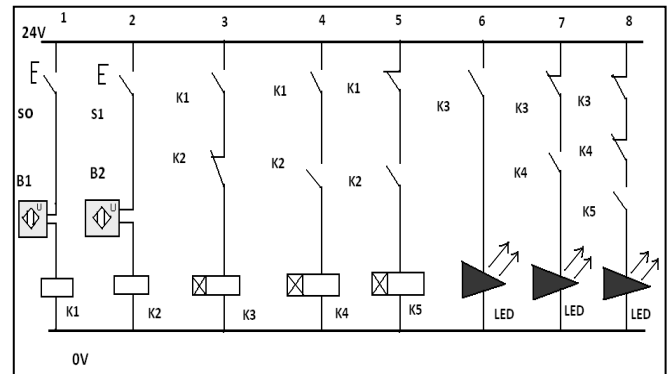 1 2 3 4 5 6 7 8
24V
K1 K1 K1 K3 K3 K3
S0 S1
K2 K2 K2 K4 K4
B1 B2
U U
K5
K1 K2 K3 K4 K5 LED LED LED
0V